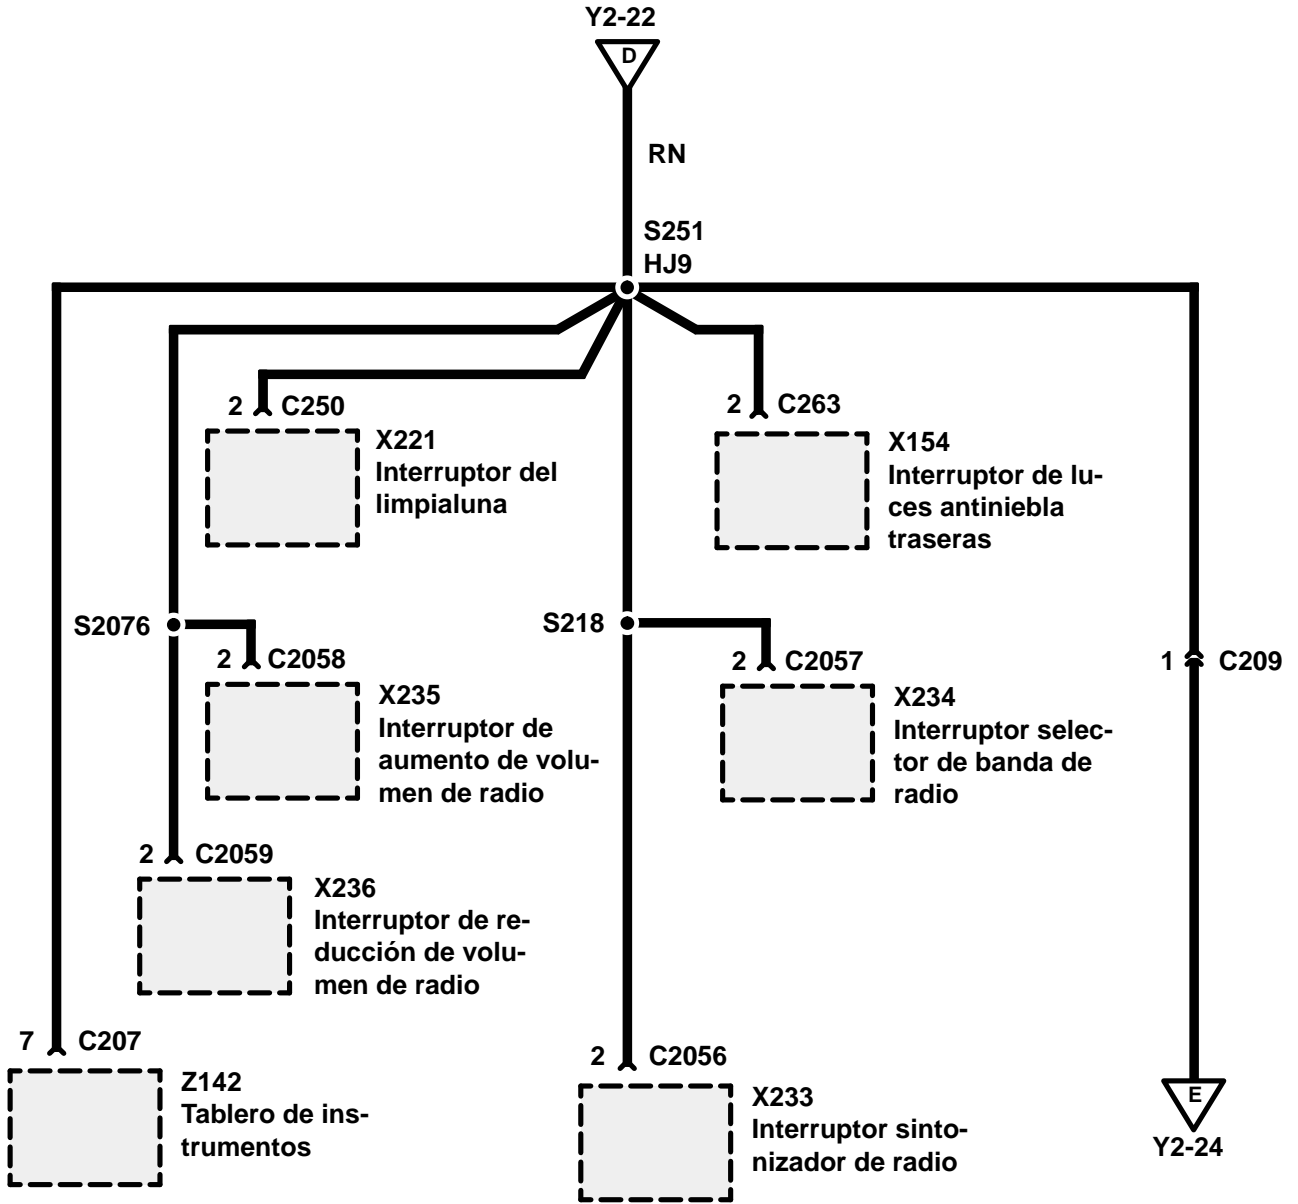 Y2-22
D
RN
S251
HJ9
2 C250
X221
Interruptor del
limpialuna
2 C263
X154
Interruptor de lu-
ces antiniebla
traseras
S2076
2 C2058
X235
Interruptor de
aumento de volu-
men de radio
S218
2 C2057
X234
Interruptor selec-
tor de banda de
radio
1 C209
2 C2059
X236
Interruptor de re-
ducción de volu-
men de radio
7 C207
Z142
Tablero de ins-
trumentos
2 C2056
X233
Interruptor sinto-
nizador de radio
E
Y2-24